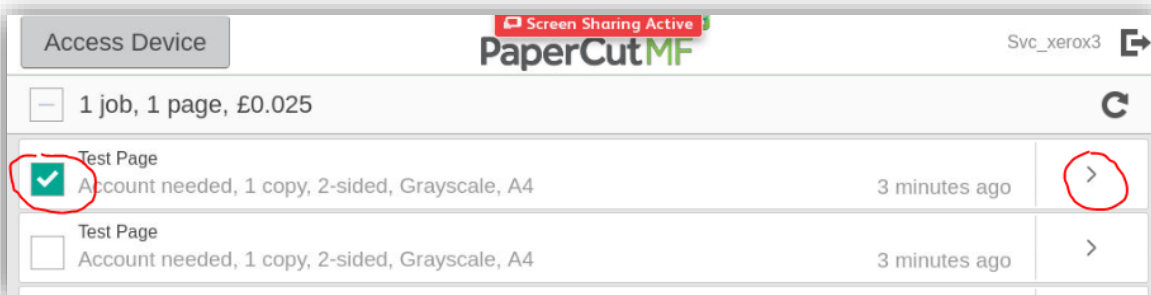 Screen Sharing Active
Access Device
PaperCutMF
Svc_xerox3
1 job, 1 page, £0.025
Test Page
Account needed, 1 copy, 2-sided, Grayscale, A4
3 minutes ago
Test Page
Account needed, 1 copy, 2-sided, Grayscale, A4
3 minutes ago